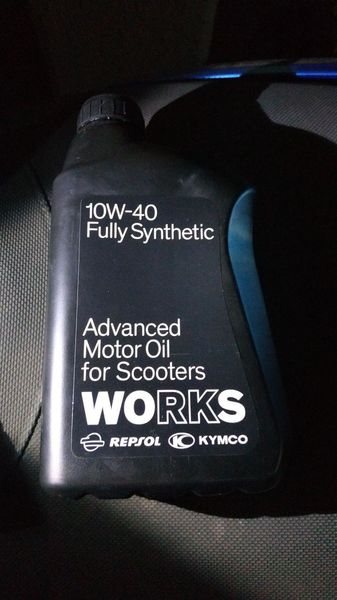 10W-40
Fully Synthetic
Advanced
Motor Oil
for Scooters
WORKS
REPSOL KYMCO